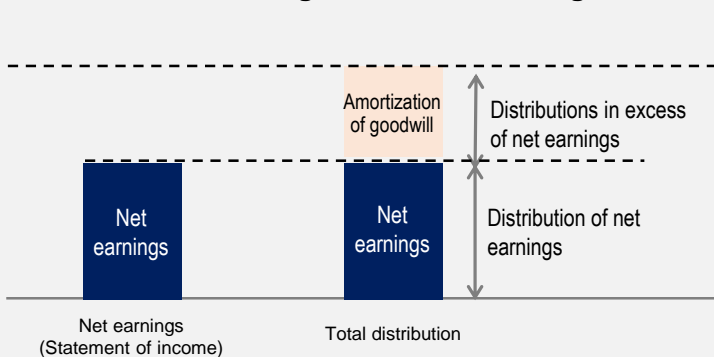 Amortization
of goodwill
Distributions in excess
of net earnings
Net
earnings
Net
earnings
Distribution of net
earnings
Net earnings
(Statement of income)
Total distribution